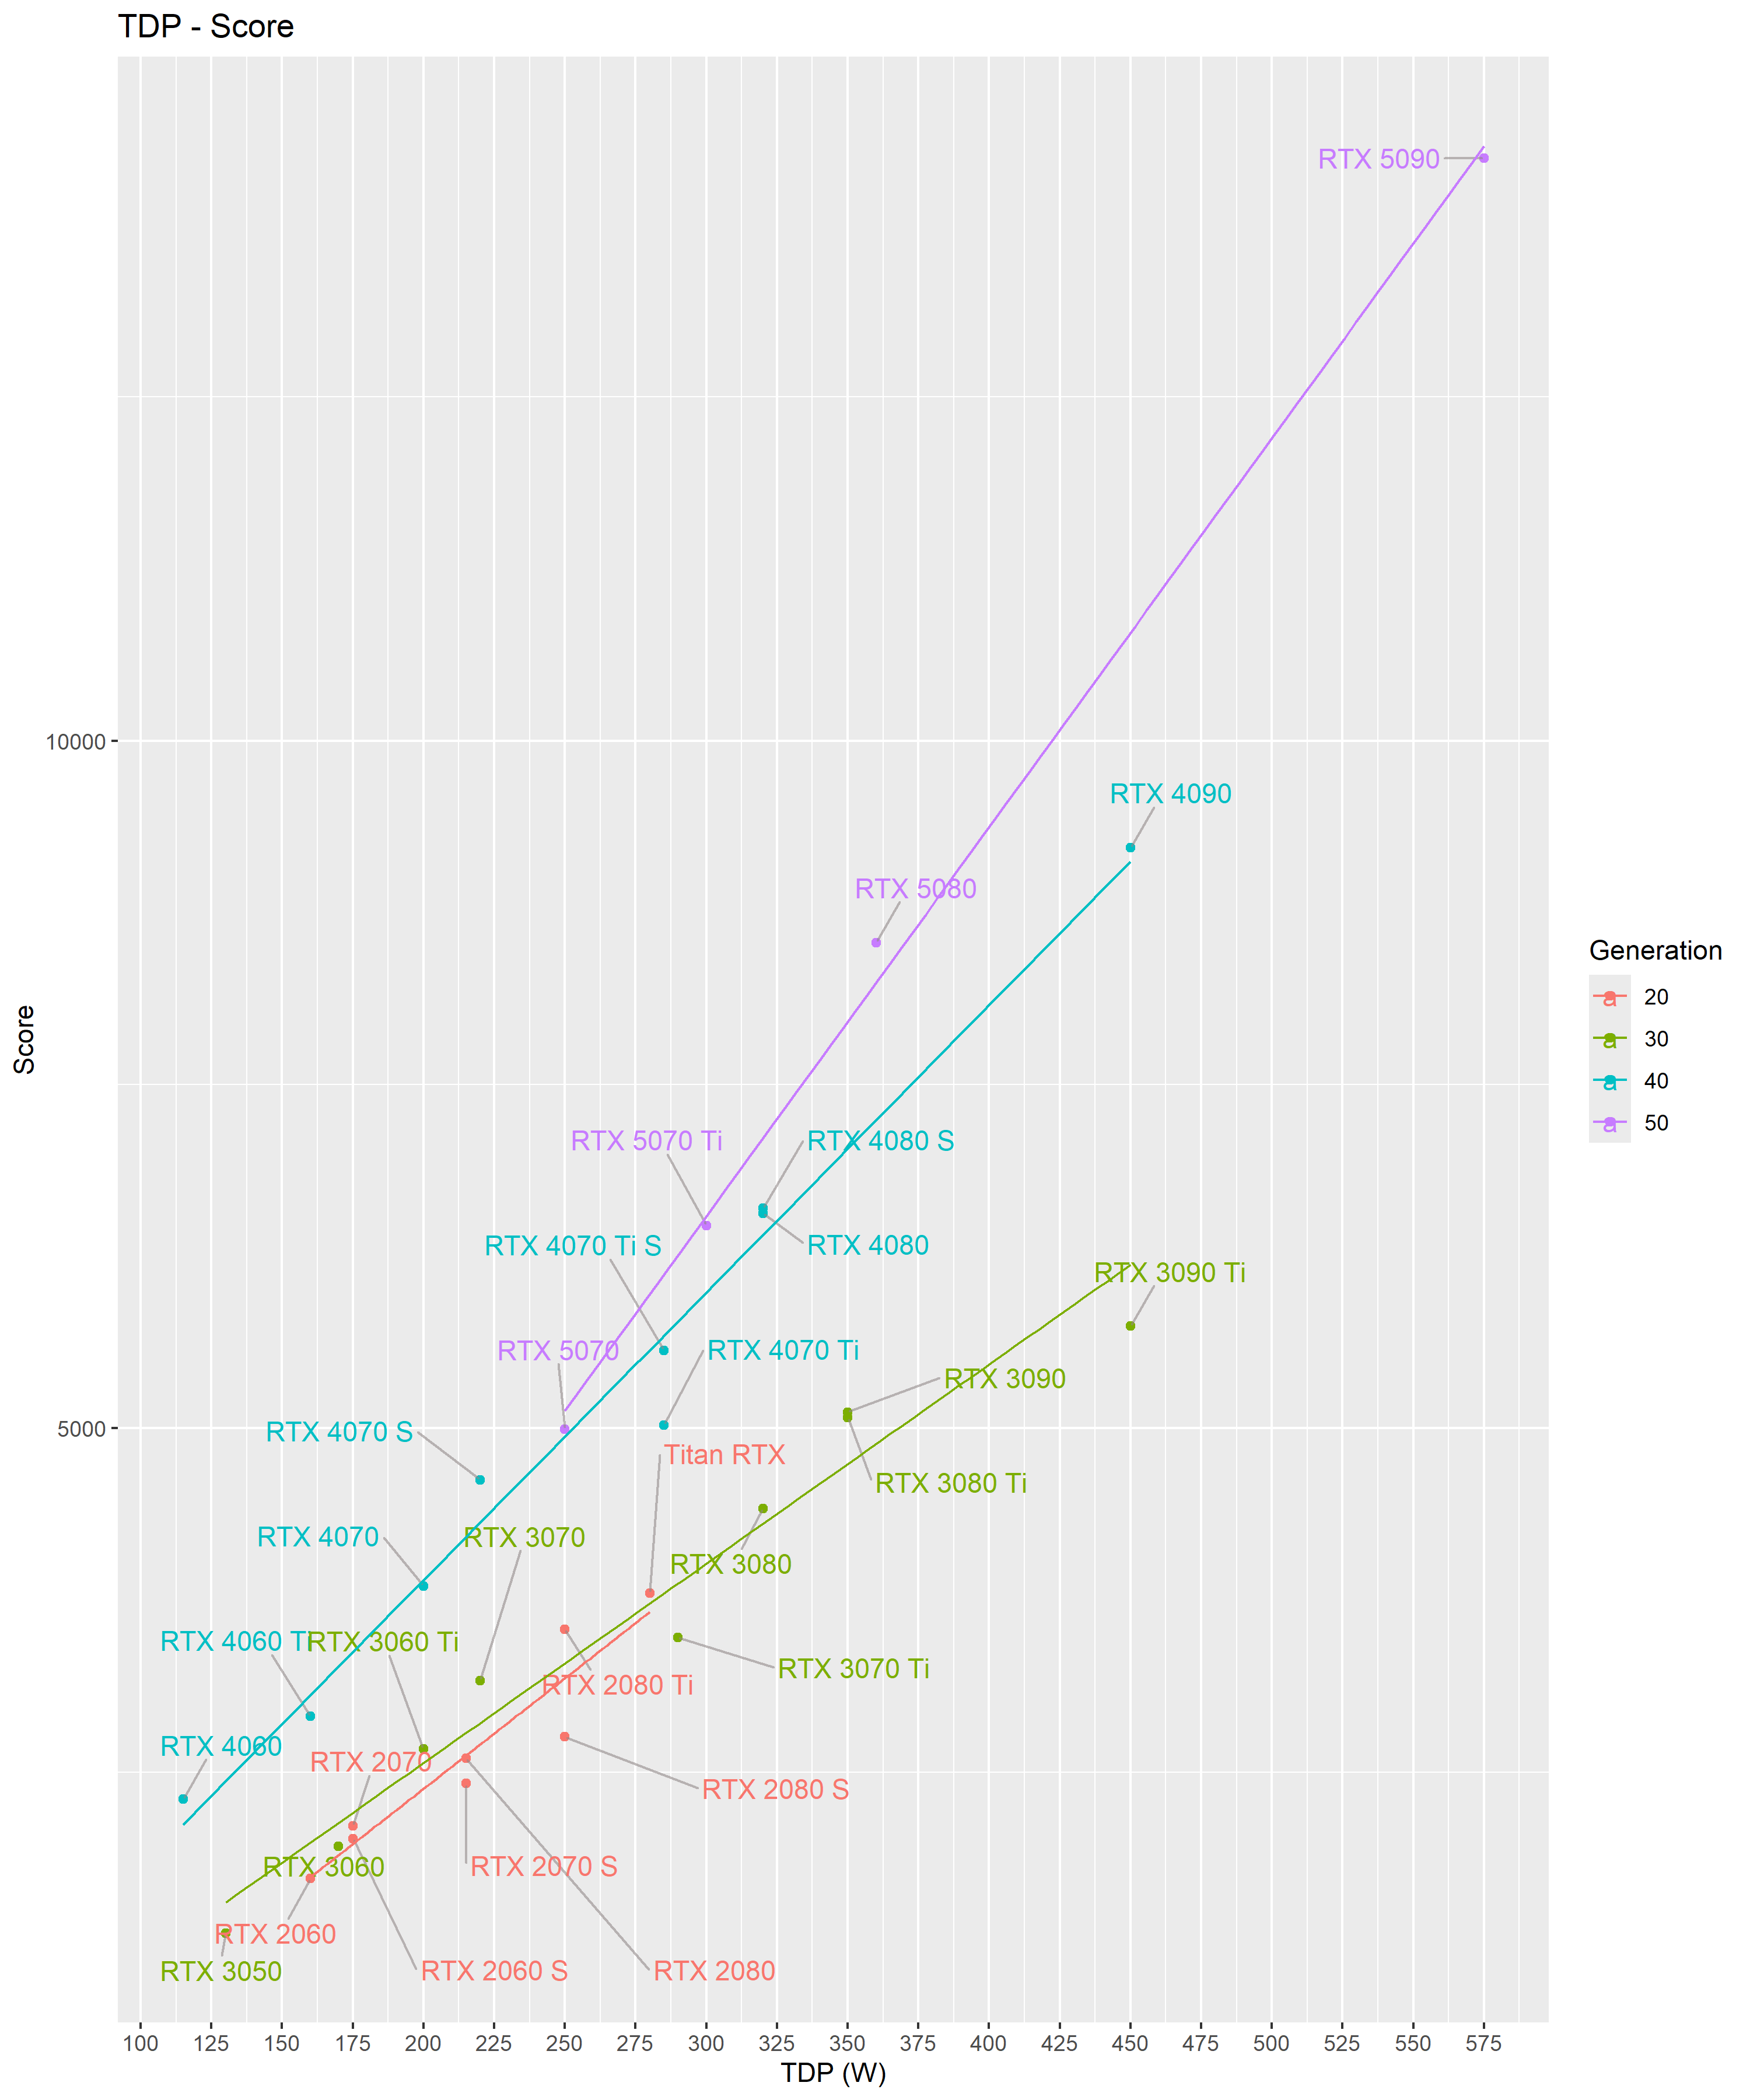 TDP - Score
RTX 5090
10000
RTX 4090
RTX 5080
Generation
20
30
40
50
Score
RTX 5070 Ti
RTX 4080 S
RTX 4070 Ti S
RTX 4080
RTX 3090 Ti
RTX 5070
RTX 4070 Ti
RTX 3090
5000
RTX 4070 S
Titan RTX
RTX 3080 Ti
RTX 4070
RTX 3070
RTX 3080
RTX 4060 Ti
RTX 3060 Ti
RTX 3070 Ti
RTX 2080 Ti
RTX 4060
RTX 2070
RTX 2080 S
RTX 3060
RTX 2070 S
RTX 2060
RTX 3050
RTX 2060 S
RTX 2080
100 125 150 175 200 225 250 275 300 325 350 375 400 425 450 475 500 525 550 575
TDP (W)